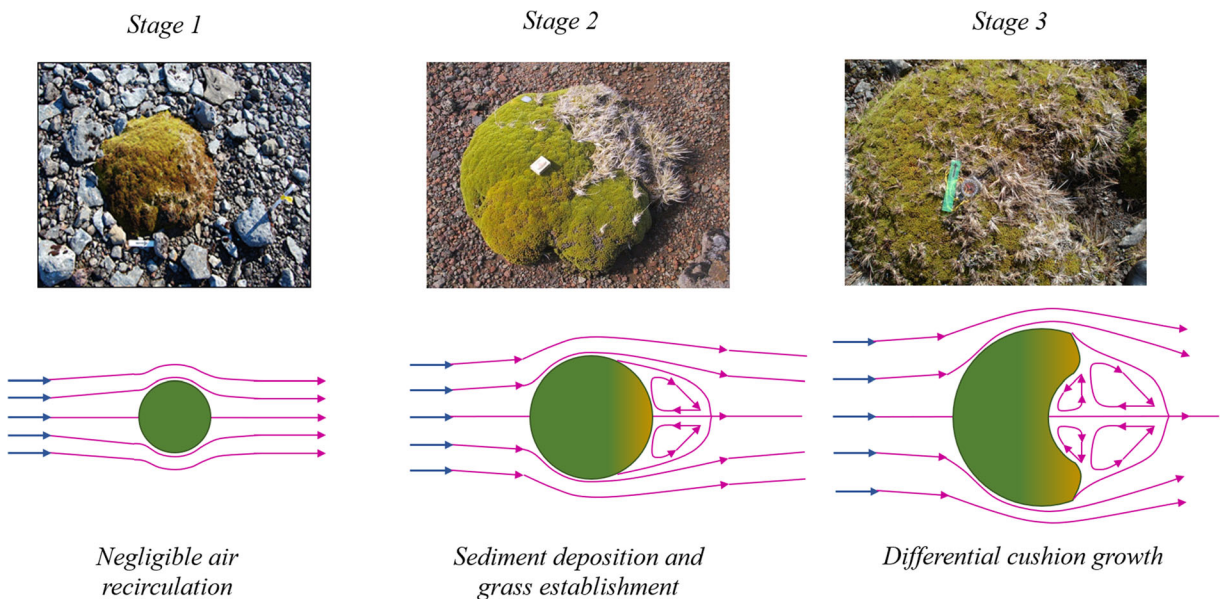 Stage 1
Stage 2
Stage 3
Negligible air
recirculation
Sediment deposition and
grass establishment
Differential cushion growth